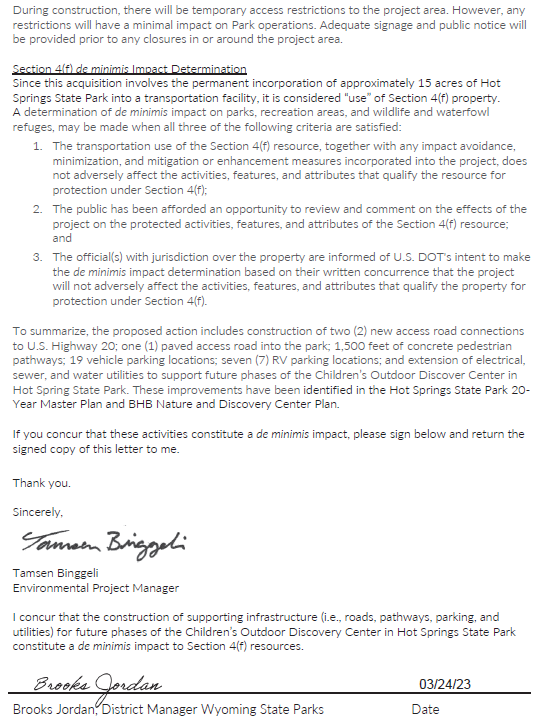 During construction, there will be temporary access restrictions to the project area. However, any
restrictions will have a minimal impact on Park operations. Adequate signage and public notice will
be provided prior to any closures in or around the project area.
Section 4(f) de minimis Impact Determination
Since this acquisition involves the permanent incorporation of approximately 15 acres of Hot
Springs State Park into a transportation facility, it is considered "use" of Section 4(f) property.
A determination of de minimis impact on parks, recreation areas, and wildlife and waterfowl
refuges, may be made when all three of the following criteria are satisfied:
1. The transportation use of the Section 4(f) resource, together with any impact avoidance,
minimization, and mitigation or enhancement measures incorporated into the project, does
not adversely affect the activities, features, and attributes that qualify the resource for
protection under Section 4(f);
2. The public has been afforded an opportunity to review and comment on the effects of the
project on the protected activities, features, and attributes of the Section 4(f) resource;
and
3. The official(s) with jurisdiction over the property are informed of U.S. DOT's intent to make
the de minimis impact determination based on their written concurrence that the project
will not adversely affect the activities, features, and attributes that qualify the property for
protection under Section 4(f).
To summarize, the proposed action includes construction of two (2) new access road connections
to U.S. Highway 20; one (1) paved access road into the park; 1,500 feet of concrete pedestrian
pathways; 19 vehicle parking locations; seven (7) RV parking locations; and extension of electrical,
sewer, and water utilities to support future phases of the Children's Outdoor Discover Center in
Hot Spring State Park. These improvements have been identified in the Hot Springs State Park 20-
Year Master Plan and BHB Nature and Discovery Center Plan.
If you concur that these activities constitute a de minimis impact, please sign below and return the
signed copy of this letter to me.
Thank you.
Sincerely,
Tamsen Binggeli
Tamsen Binggeli
Environmental Project Manager
I concur that the construction of supporting infrastructure (i.e., roads, pathways, parking, and
utilities) for future phases of the Children's Outdoor Discovery Center in Hot Springs State Park
constitute a de minimis impact to Section 4(f) resources.
Brooks Jordan 03/24/23
Brooks Jordan, District Manager Wyoming State Parks Date